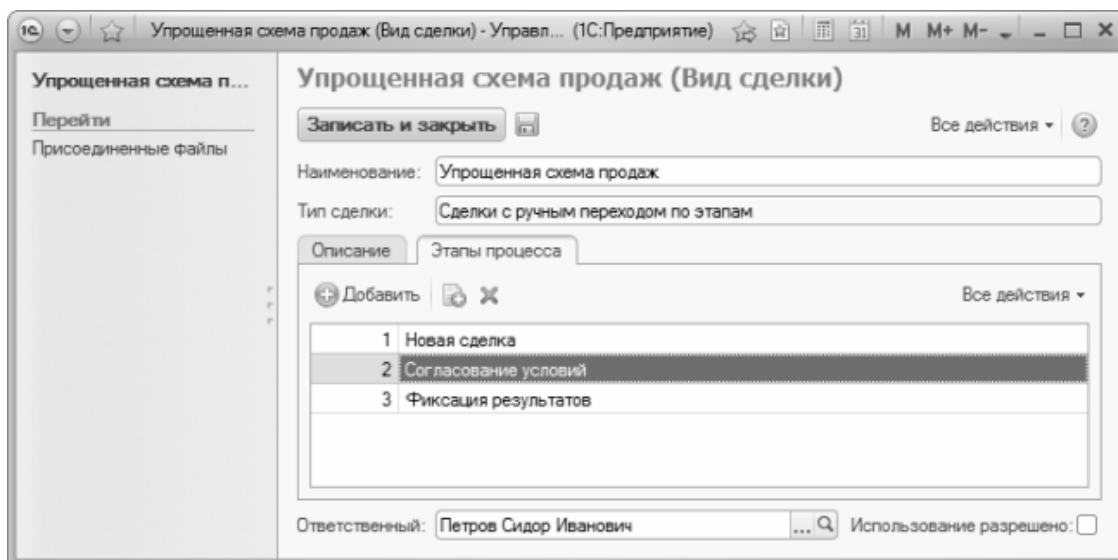 1С Упрощенная схема продаж (Вид сделки) - Управл... (1С:Предприятие) 31 M M+ M-
Упрощенная схема п...
Перейти
Присоединенные файлы
Упрощенная схема продаж (Вид сделки)
Записать и закрыть Все действия ?
Наименование: Упрощенная схема продаж
Тип сделки: Сделки с ручным переходом по этапам
Описание Этапы процесса
Добавить Все действия
1 Новая сделка
2 Согласование условий
3 Фиксация результатов
Ответственный: Петров Сидор Иванович ... Использование разрешено: